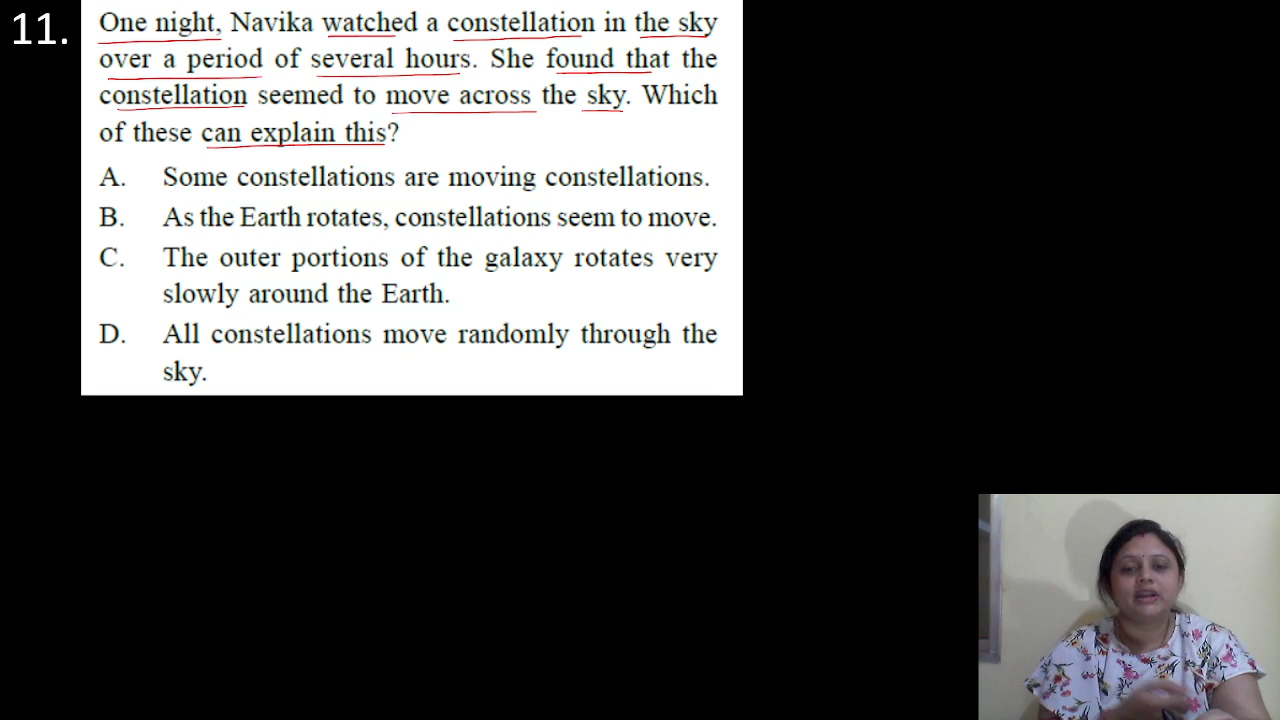 11.
One night, Navika watched a constellation in the sky
over a period of several hours. She found that the
constellation seemed to move across the sky. Which
of these can explain this?
A. Some constellations are moving constellations.
B. As the Earth rotates, constellations seem to move.
C. The outer portions of the galaxy rotates very
slowly around the Earth.
D. All constellations move randomly through the
sky.